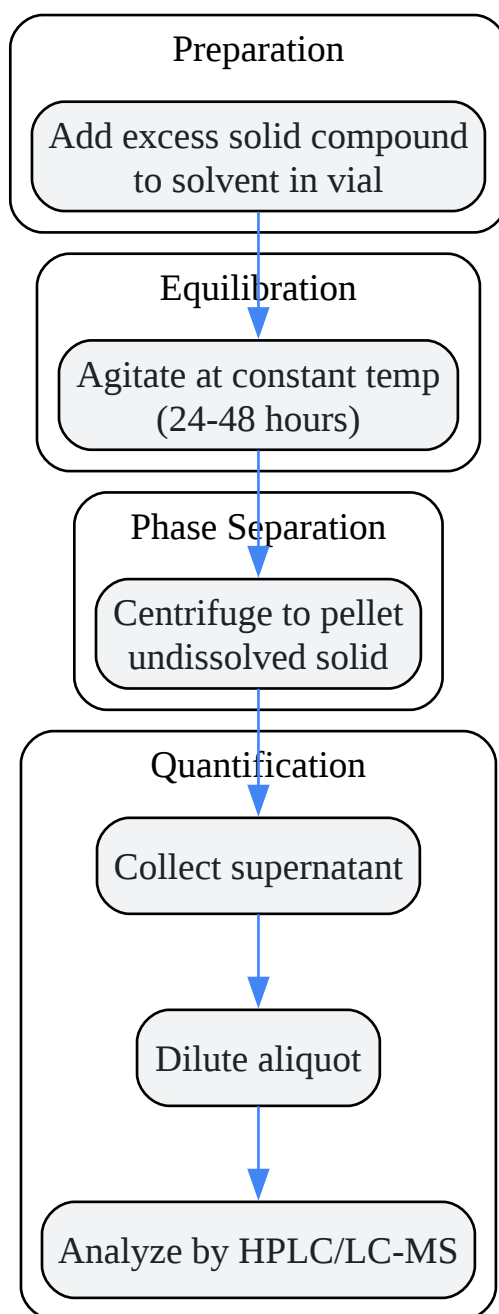 Preparation
Add excess solid compound
to solvent in vial
Equilibration
Agitate at constant temp
(24-48 hours)
Phase Separation
Centrifuge to pellet
undissolved solid
Quantification
Collect supernatant
Dilute aliquot
Analyze by HPLC/LC-MS